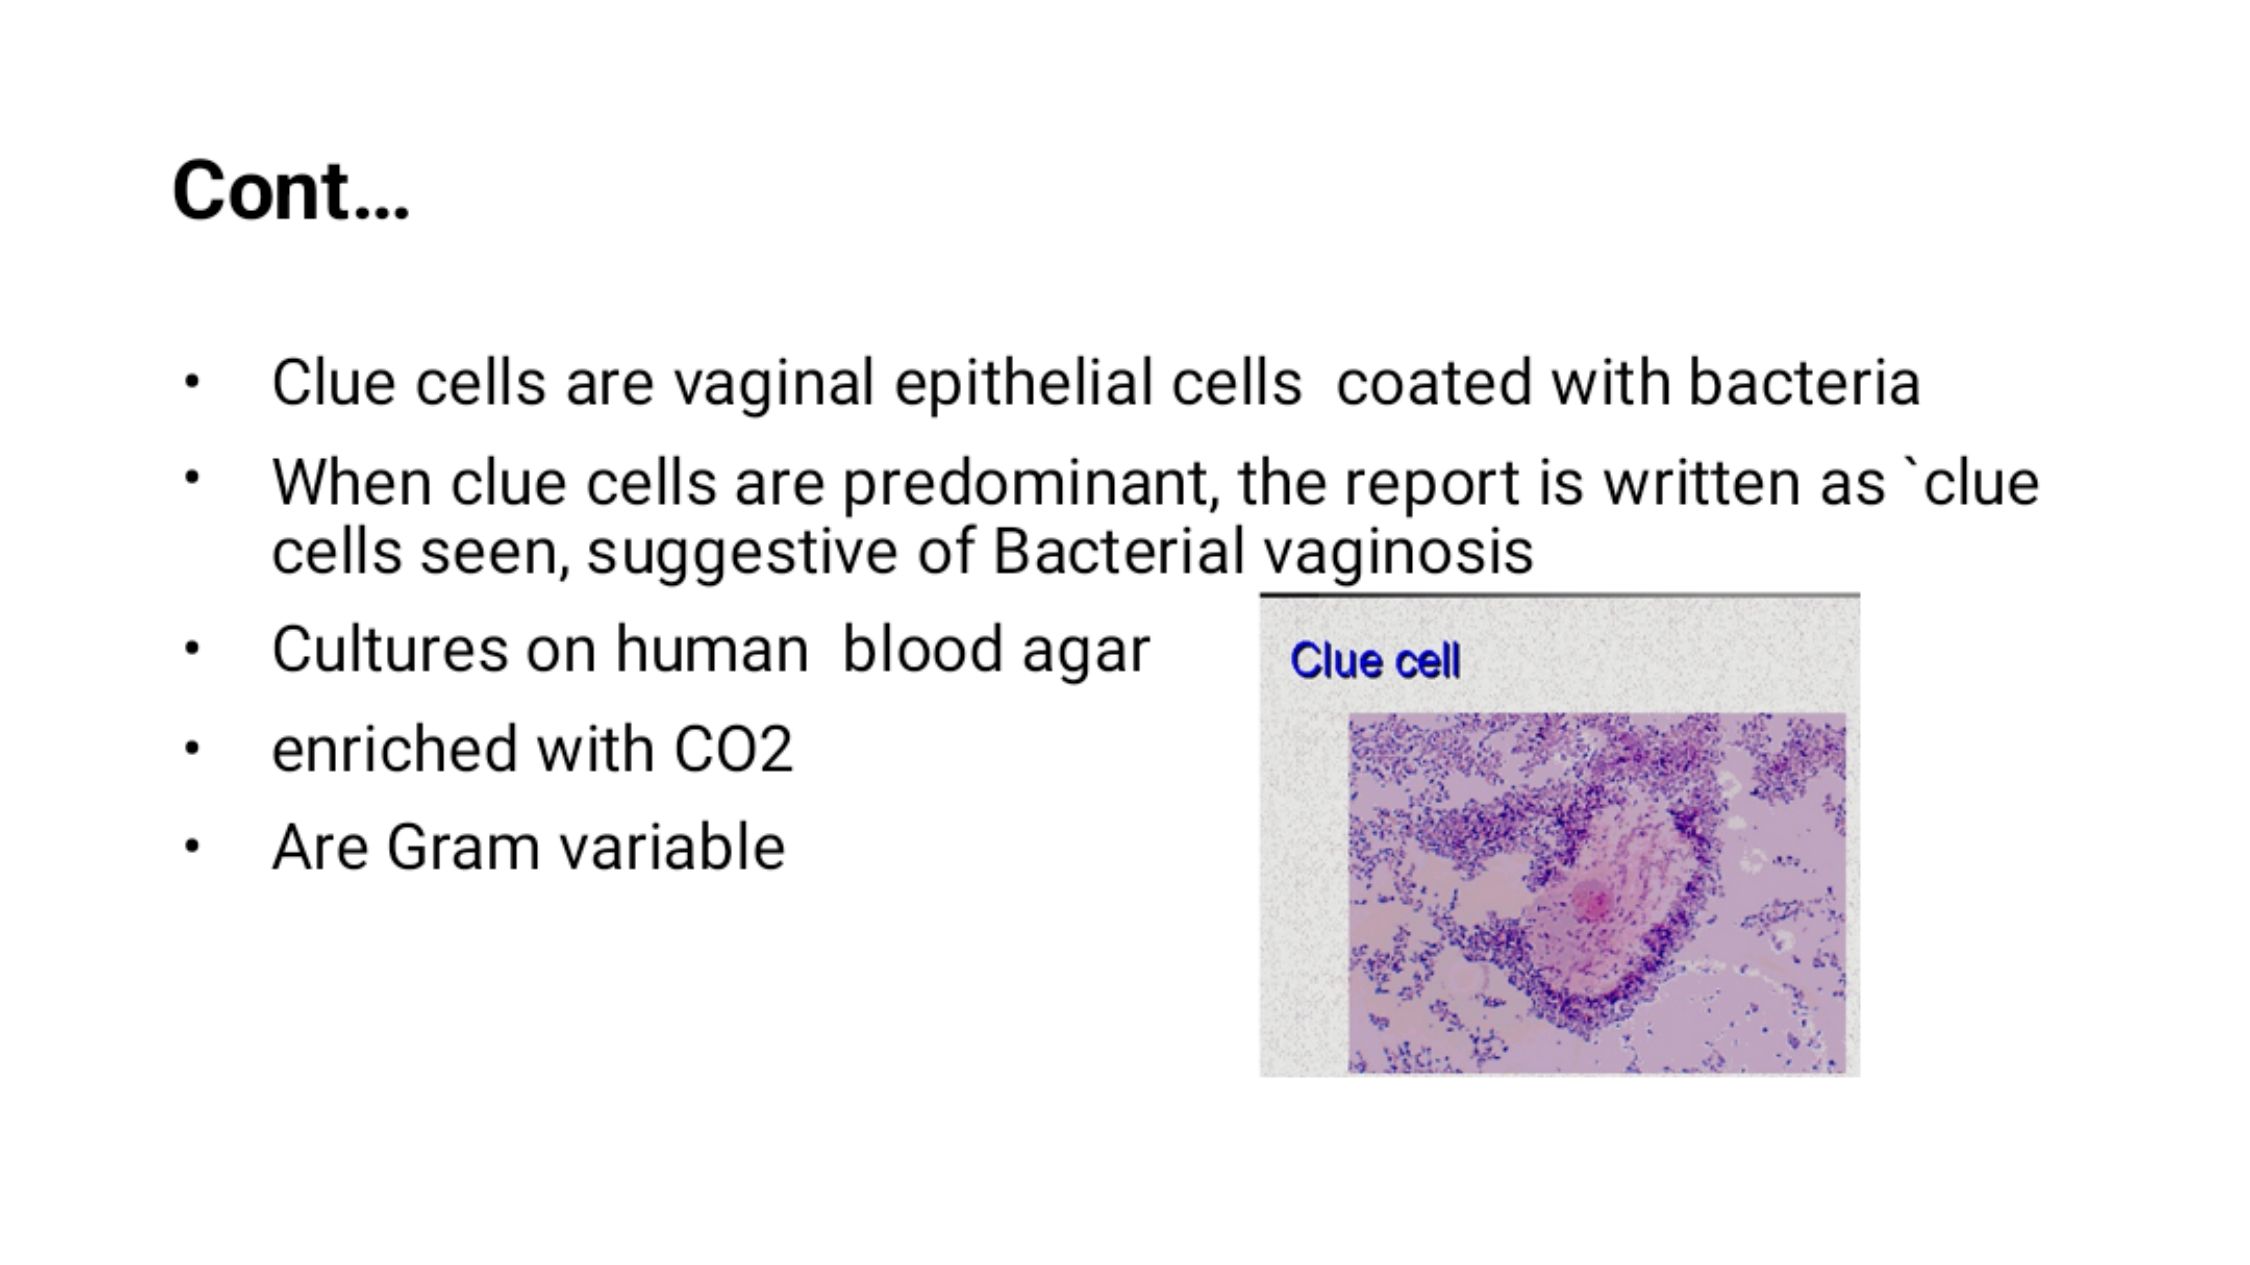 Cont...
• Clue cells are vaginal epithelial cells  coated with bacteria
• When clue cells are predominant, the report is written as `clue
cells seen, suggestive of Bacterial vaginosis
• Cultures on human  blood agar
• enriched with CO2
• Are Gram variable
Clue cell